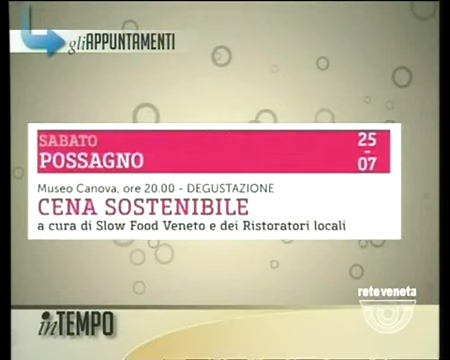 gliAPPUNTAMENTI
SABATO
POSSAGNO
25
-
07
Museo Canova, ore 20.00 - DEGUSTAZIONE
CENA SOSTENIBILE
a cura di Slow Food Veneto e dei Ristoratori locali
reteveneta
inTEMPO